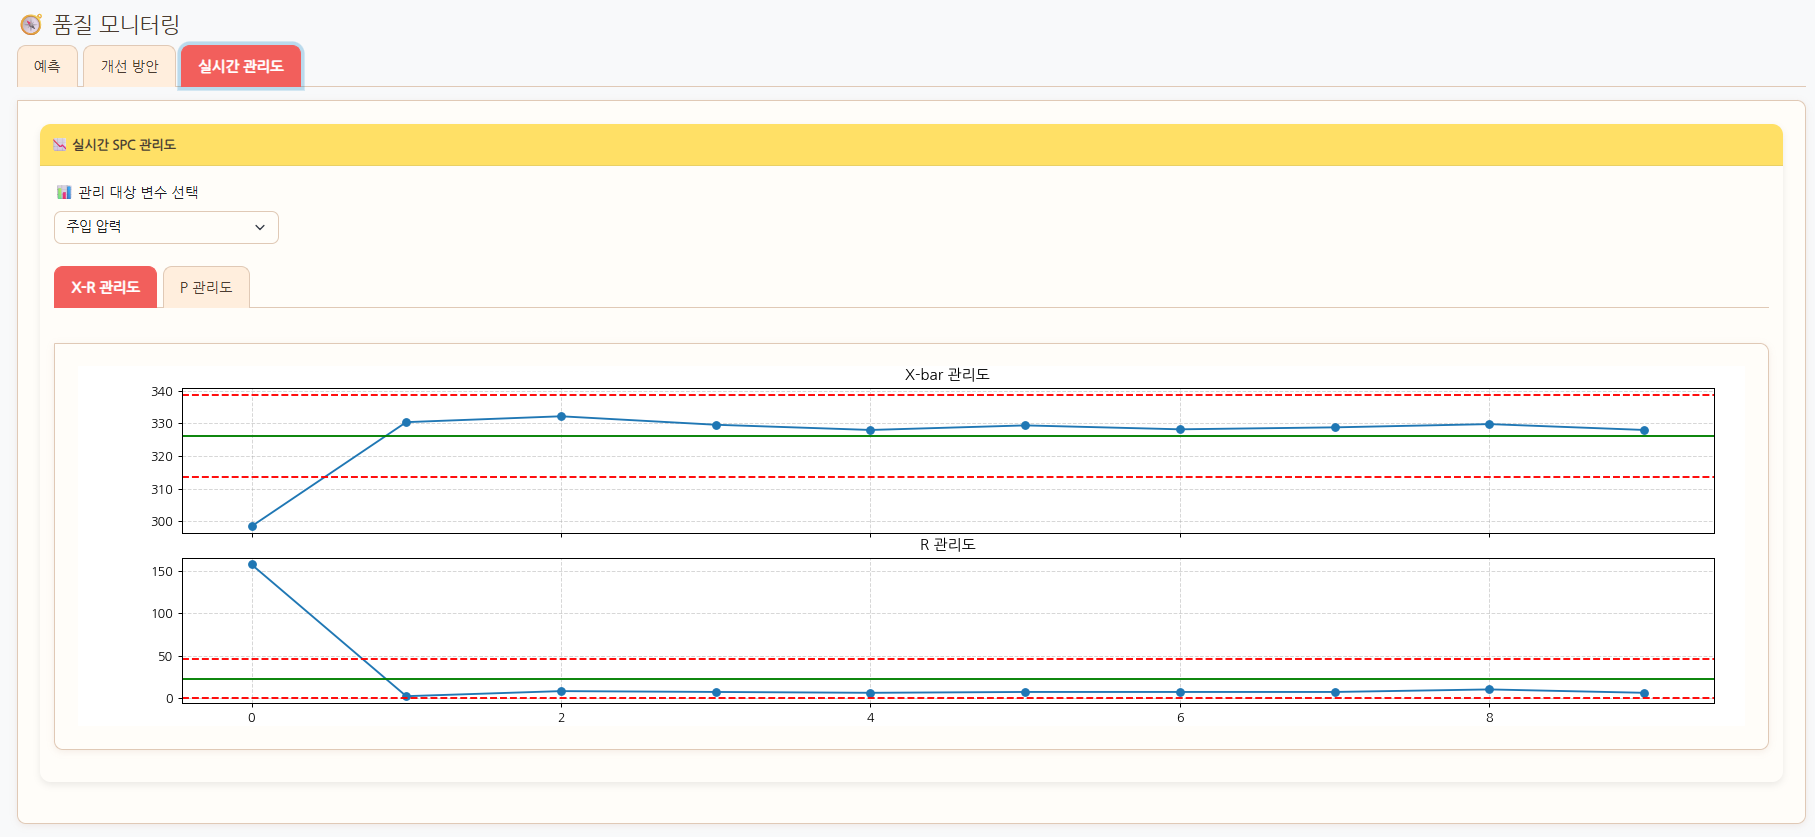 품질 모니터링
예측
개선 방안
실시간 관리도
실시간 SPC 관리도
관리 대상 변수 선택
주입 압력
X-R 관리도
P 관리도
X-bar 관리도
340
330
320
310
300
R 관리도
150
100
50
0
0 2 4 6 8